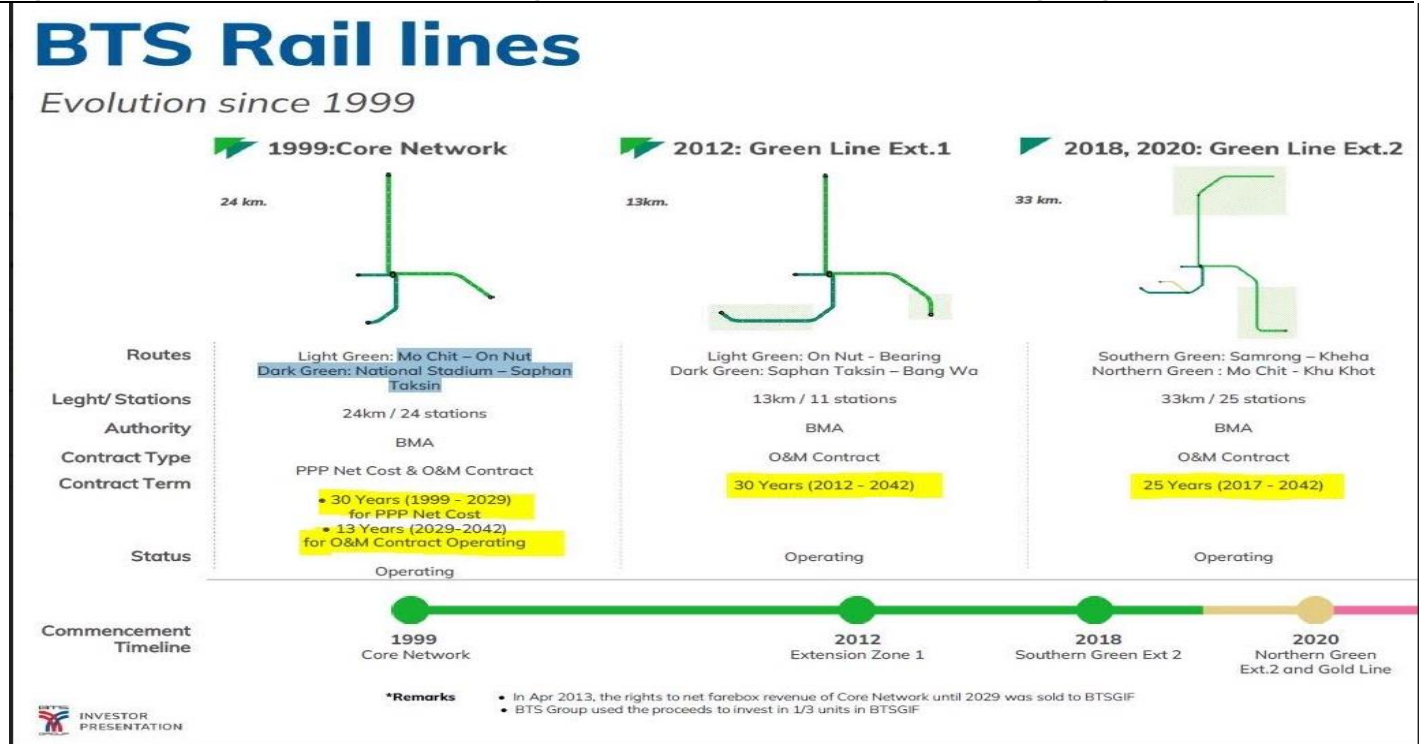 BTS Rail lines
Evolution since 1999
1999:Core Network
2012: Green Line Ext.1
2018, 2020: Green Line Ext.2
24 km.
13km.
33 km.
Routes
Light Green: Mo Chit – On Nut
Dark Green: National Stadium – Saphan
Taksin
Light Green: On Nut - Bearing
Dark Green: Saphan Taksin – Bang Wa
Southern Green: Samrong – Kheha
Northern Green : Mo Chit - Khu Khot
Leght/ Stations
24km / 24 stations
13km / 11 stations
33km / 25 stations
Authority
BMA
BMA
BMA
Contract Type
PPP Net Cost & O&M Contract
O&M Contract
O&M Contract
Contract Term
• 30 Years (1999 - 2029)
for PPP Net Cost
• 13 Years (2029-2042)
for O&M Contract Operating
30 Years (2012 - 2042)
25 Years (2017 - 2042)
Status
Operating
Operating
Operating
Commencement
Timeline
1999
Core Network
2012
Extension Zone 1
2018
Southern Green Ext 2
2020
Northern Green
Ext.2 and Gold Line
*Remarks
• In Apr 2013, the rights to net farebox revenue of Core Network until 2029 was sold to BTSGIF
• BTS Group used the proceeds to invest in 1/3 units in BTSGIF
BTS
GROUP
INVESTOR
PRESENTATION